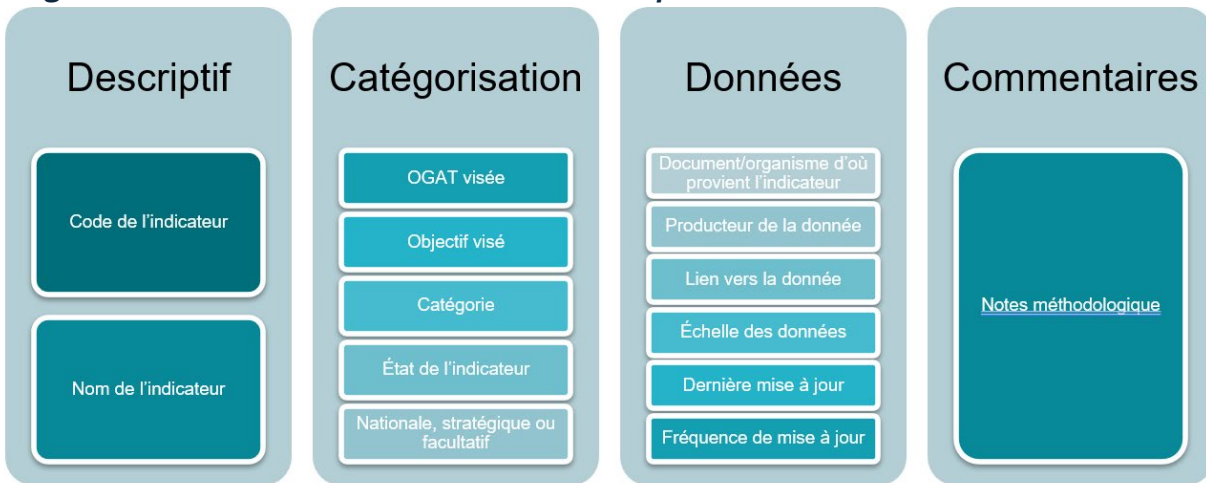 Descriptif
Code de l'indicateur
Nom de l'indicateur
Catégorisation
OGAT visée
Objectif visé
Catégorie
État de l'indicateur
Nationale, stratégique ou
facultatif
Données
Document/organisme d'où
provient l'indicateur
Producteur de la donnée
Lien vers la donnée
Échelle des données
Dernière mise à jour
Fréquence de mise à jour
Commentaires
Notes méthodologique